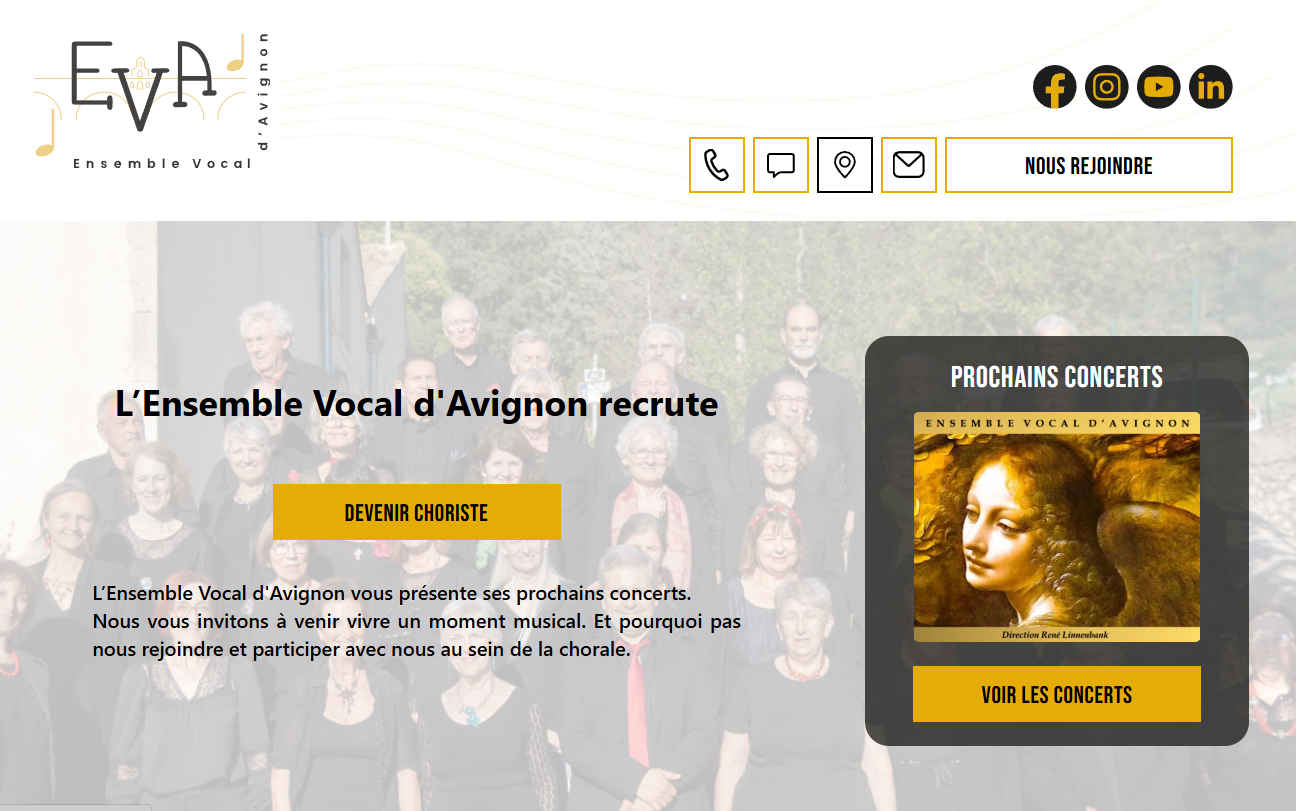 EVA
d'Avignon
Ensemble Vocal
NOUS REJOINDRE
L’Ensemble Vocal d'Avignon recrute
DEVENIR CHORISTE
L’Ensemble Vocal d'Avignon vous présente ses prochains concerts.
Nous vous invitons à venir vivre un moment musical. Et pourquoi pas
nous rejoindre et participer avec nous au sein de la chorale.
PROCHAINS CONCERTS
ENSEMBLE VOCAL D’AVIGNON
Direction René Linnenbank
VOIR LES CONCERTS